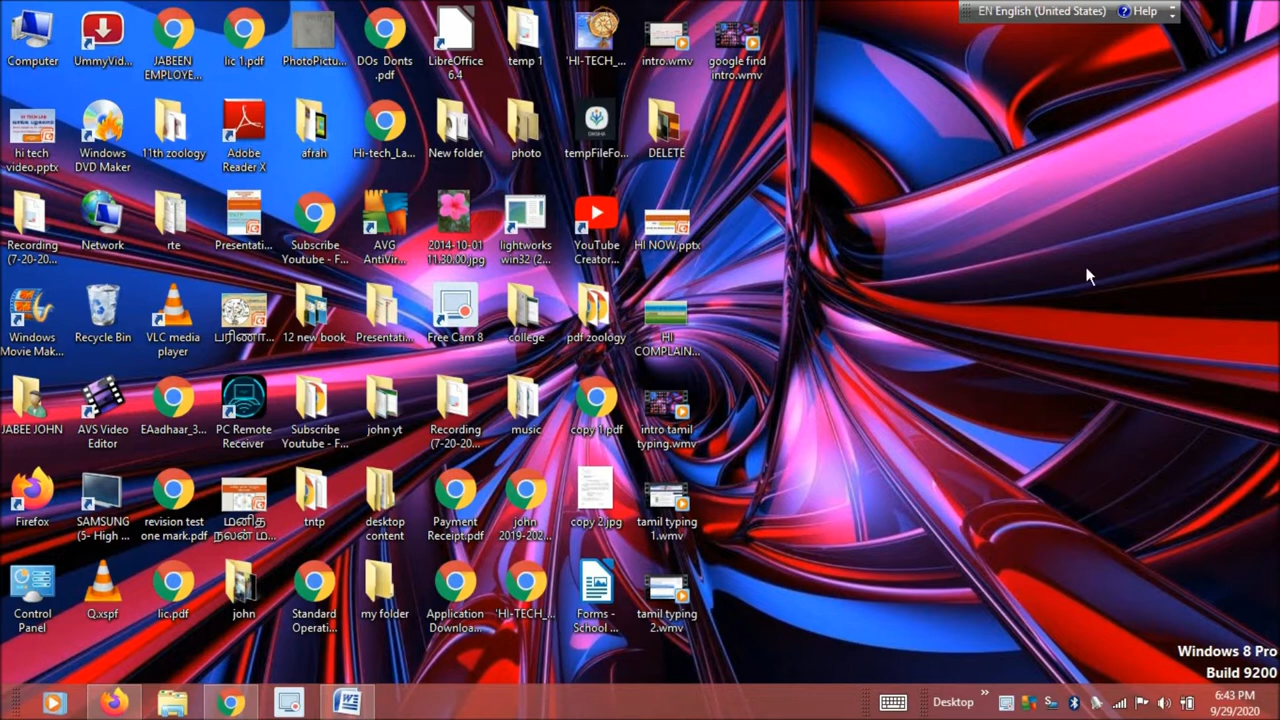 EN English (United States) Help
Computer
UmmyVid...
JABEEN
EMPLOYE...
lic 1.pdf
PhotoPictu...
DOs Donts
.pdf
LibreOffice
6.4
temp 1
'HI-TECH_...
intro.wmv
google find
intro.wmv
hi tech
video.pptx
Windows
DVD Maker
11th zoology
Adobe
Reader X
afrah
Hi-tech_La...
New folder
photo
tempFileFo...
DELETE
Recording
(7-20-20...
Network
rte
Presentati...
Subscribe
Youtube - F...
AVG
AntiVir...
2014-10-01
11.30.00.jpg
lightworks
win32 (2...
YouTube
Creator...
HI NOW.pptx
Windows
Movie Mak...
Recycle Bin
VLC media
player
பரிணா...
12 new book
Presentati...
Free Cam 8
college
pdf zoology
HI
COMPLAIN...
JABEE JOHN
AVS Video
Editor
EAadhaar_3...
PC Remote
Receiver
Subscribe
Youtube - F...
john yt
Recording
(7-20-20...
music
copy 1.pdf
intro tamil
typing.wmv
Firefox
SAMSUNG
(5- High ...
revision test
one mark.pdf
மனித
நலன் ம...
tntp
desktop
content
Payment
Receipt.pdf
john
2019-202...
copy 2.jpg
tamil typing
1.wmv
Control
Panel
Q.xspf
lic.pdf
john
Standard
Operati...
my folder
Application
Downloa...
'HI-TECH_...
Forms -
School ...
tamil typing
2.wmv
Windows 8 Pro
Build 9200
Desktop
6:43 PM
9/29/2020